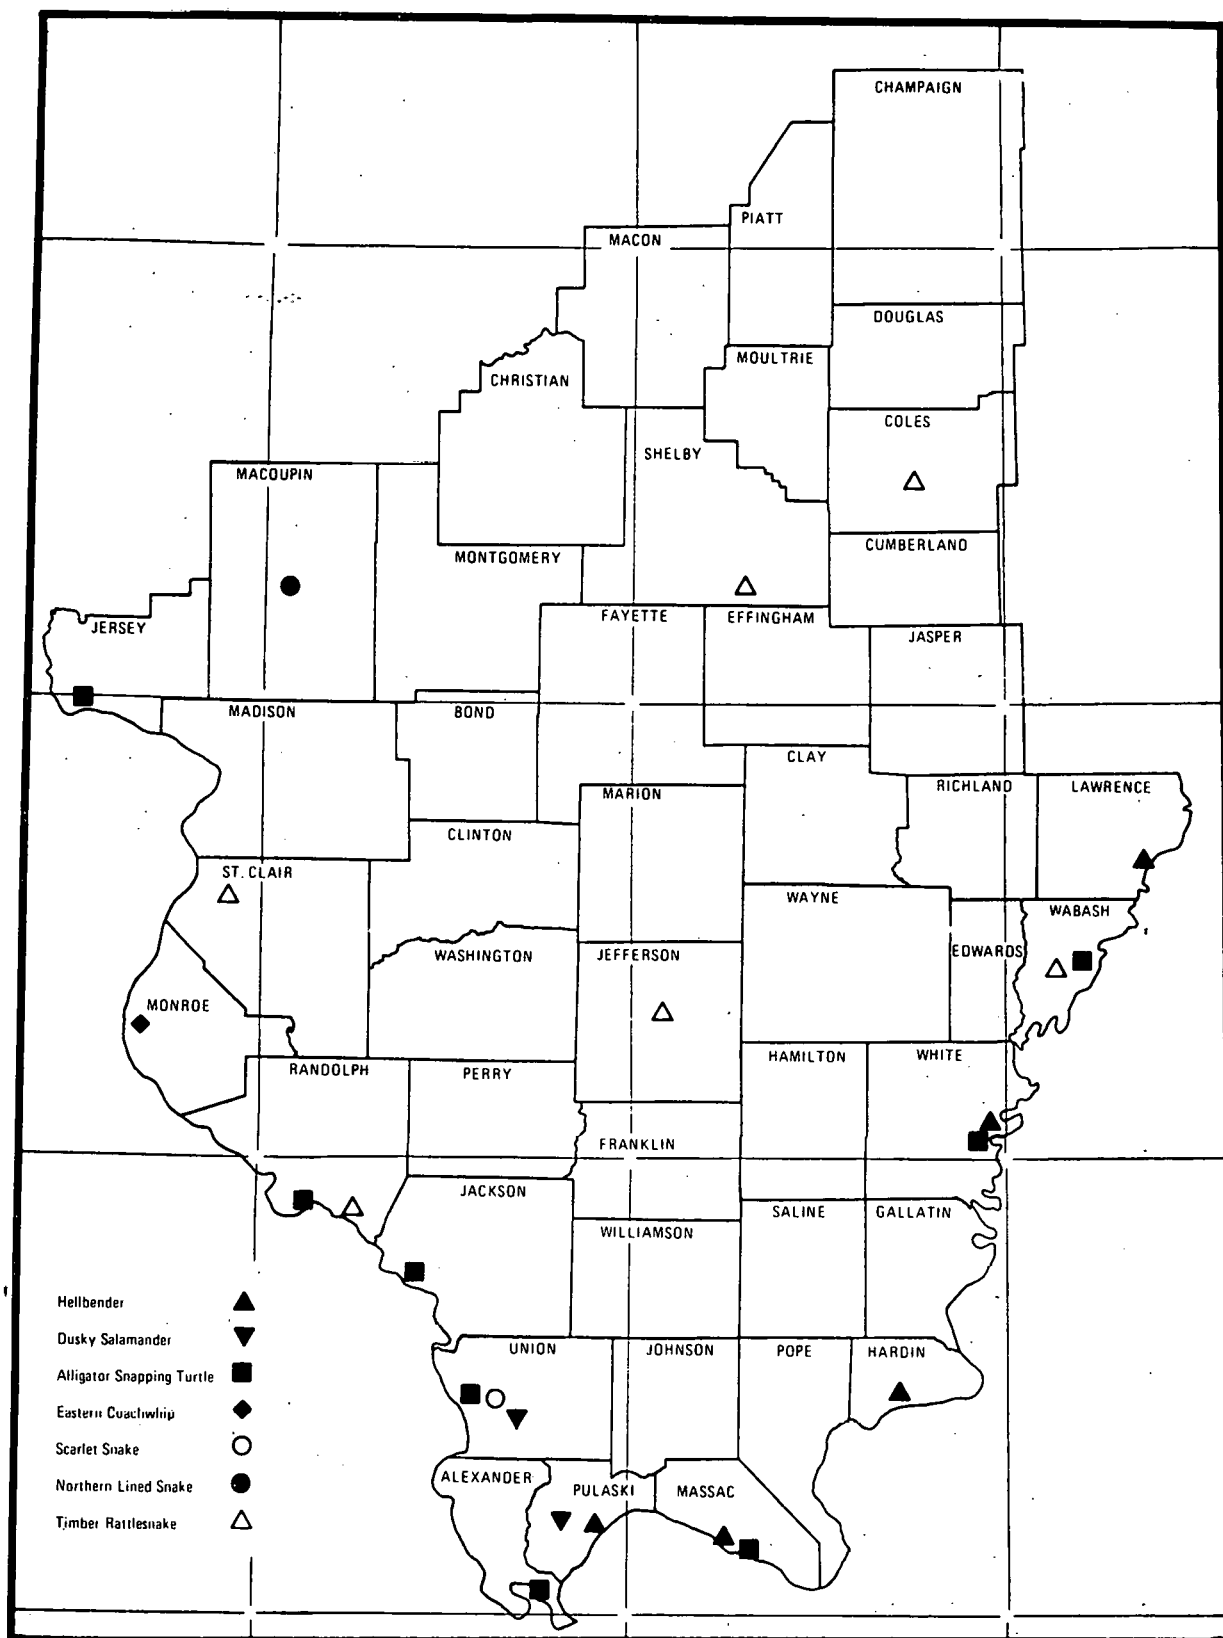 CHAMPAIGN
PIATT
MACON
DOUGLAS
MOULTRIE
CHRISTIAN
COLES
SHELBY
MACOUPIN
CUMBERLAND
MONTGOMERY
FAYETTE
EFFINGHAM
JERSEY
JASPER
MADISON
BOND
CLAY
RICHLAND
LAWRENCE
MARION
CLINTON
ST. CLAIR
WAYNE
WABASH
WASHINGTON
JEFFERSON
EDWARDS
MONROE
HAMILTON
WHITE
RANDOLPH
PERRY
FRANKLIN
JACKSON
SALINE
GALLATIN
WILLIAMSON
UNION
JOHNSON
POPE
HARDIN
ALEXANDER
PULASKI
MASSAC
Hellbender
Dusky Salamander
Alligator Snapping Turtle
Eastern Coachwhip
Scarlet Snake
Northern Lined Snake
Timber Rattlesnake